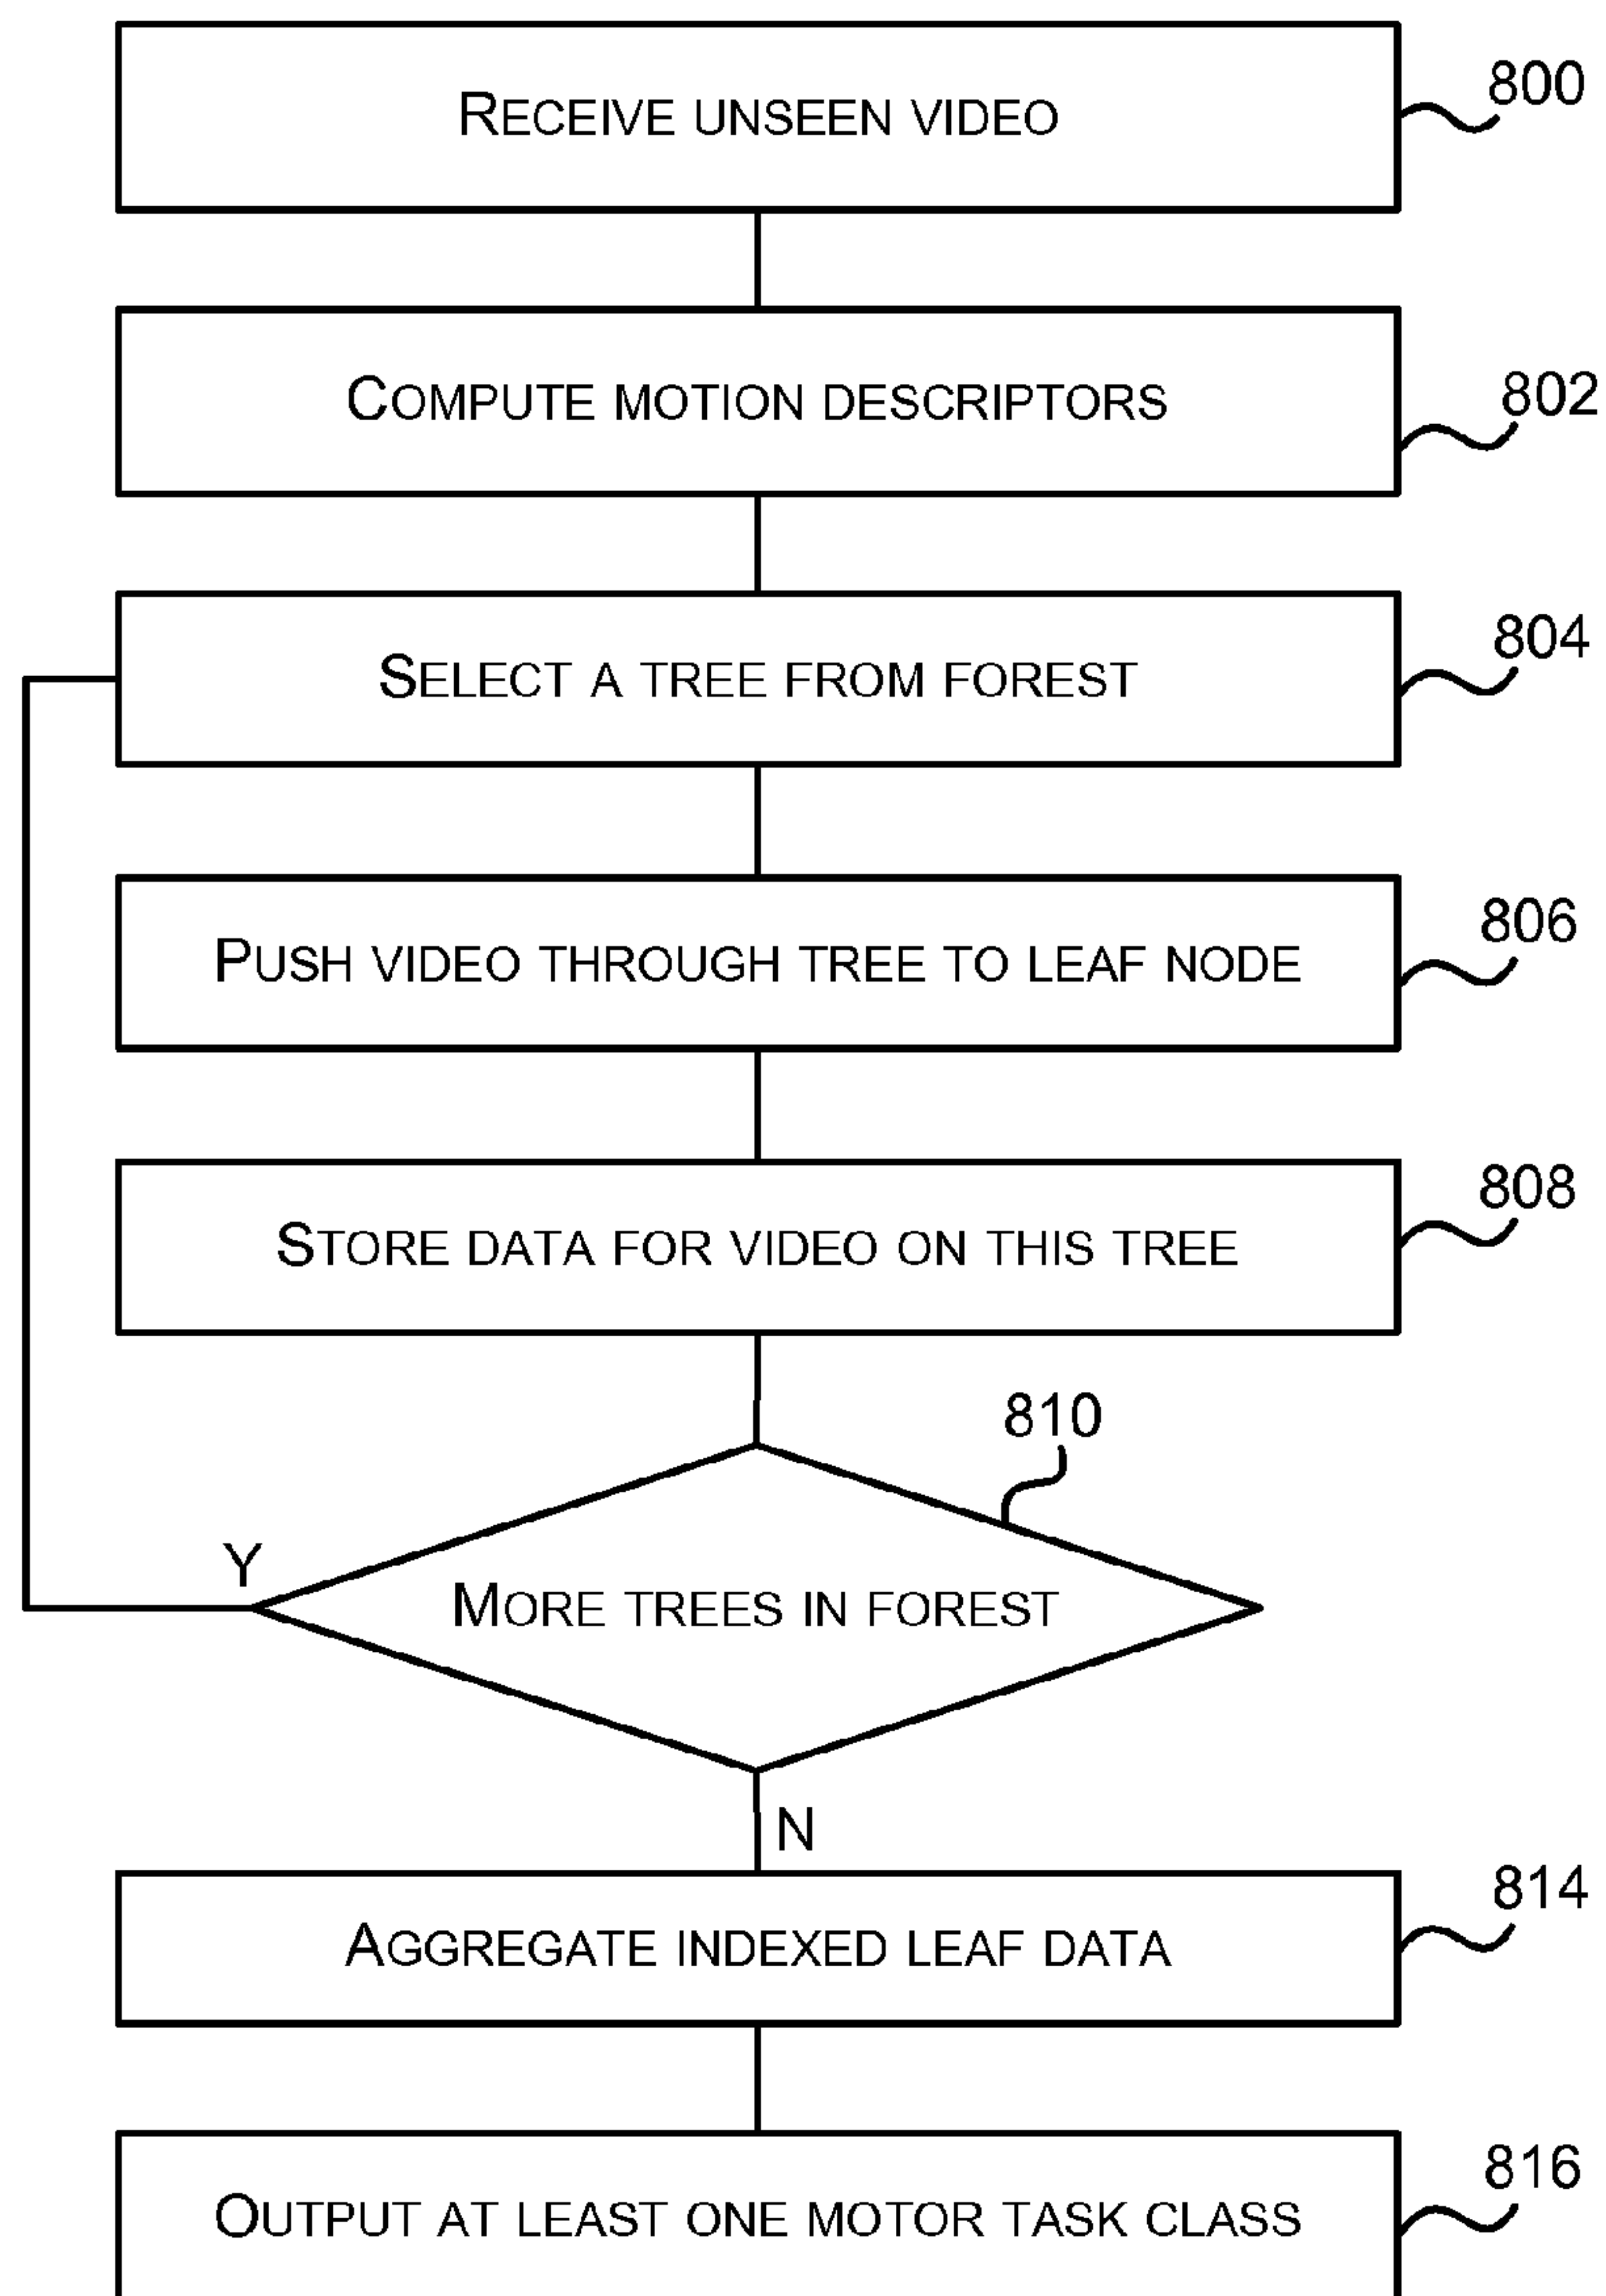 RECEIVE UNSEEN VIDEO
800
COMPUTE MOTION DESCRIPTORS
802
SELECT A TREE FROM FOREST
804
PUSH VIDEO THROUGH TREE TO LEAF NODE
806
STORE DATA FOR VIDEO ON THIS TREE
808
810
Y
MORE TREES IN FOREST
N
AGGREGATE INDEXED LEAF DATA
814
OUTPUT AT LEAST ONE MOTOR TASK CLASS
816